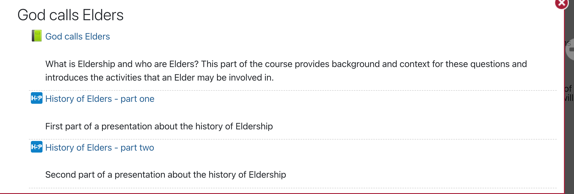 God calls Elders
God calls Elders
What is Eldership and who are Elders? This part of the course provides background and context for these questions and
introduces the activities that an Elder may be involved in.
H-P History of Elders - part one
First part of a presentation about the history of Eldership
H-P History of Elders - part two
Second part of a presentation about the history of Eldership